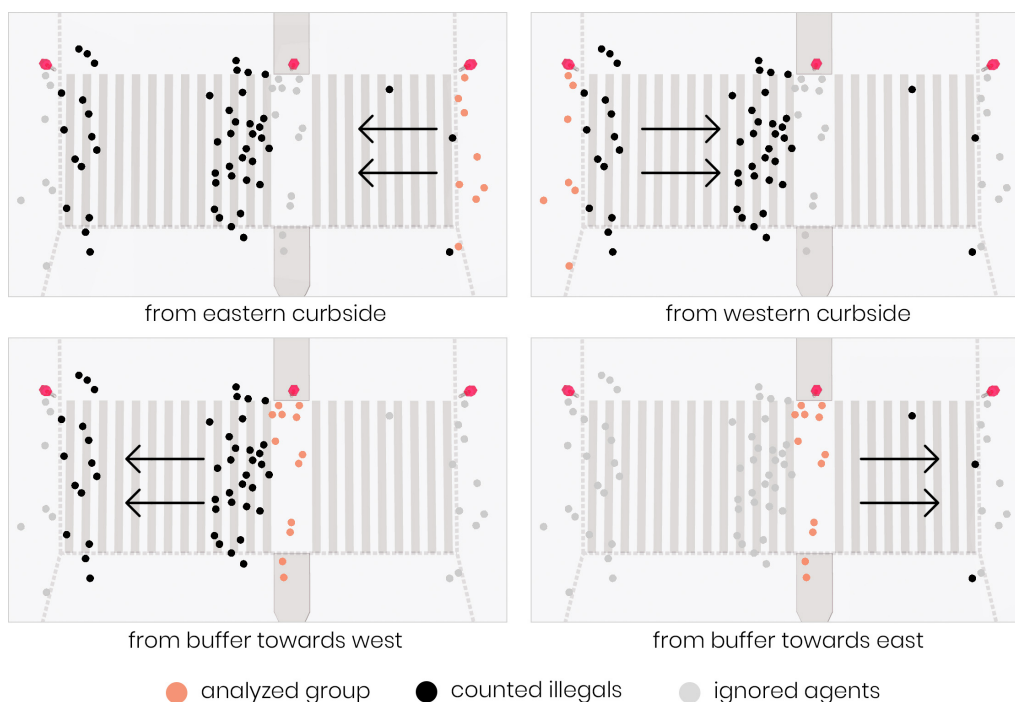 from eastern curbside
from western curbside
from buffer towards west
from buffer towards east
analyzed group
counted illegals
ignored agents